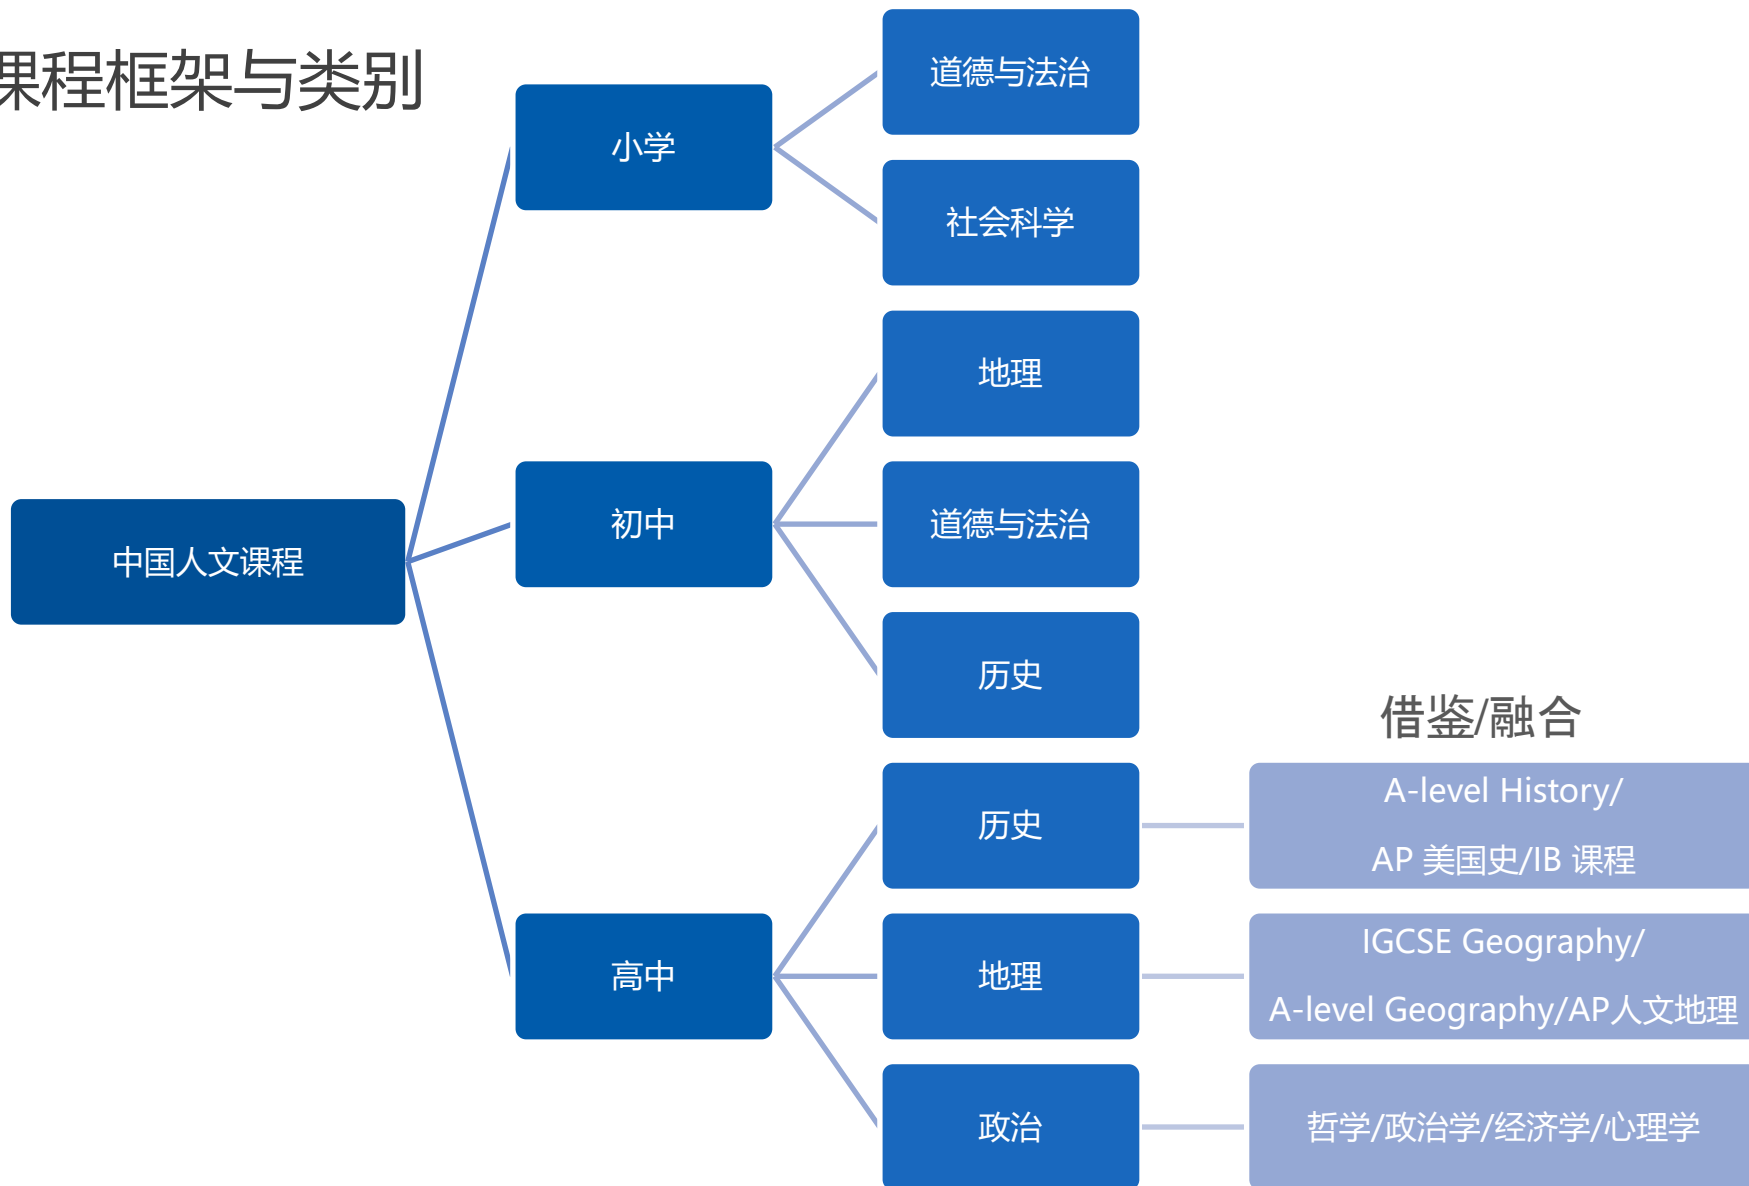 课程框架与类别
道德与法治
小学
社会科学
地理
初中
道德与法治
中国人文课程
历史
借鉴/融合
历史
A-level History/
AP 美国史/IB 课程
高中
地理
IGCSE Geography/
A-level Geography/AP人文地理
政治
哲学/政治学/经济学/心理学